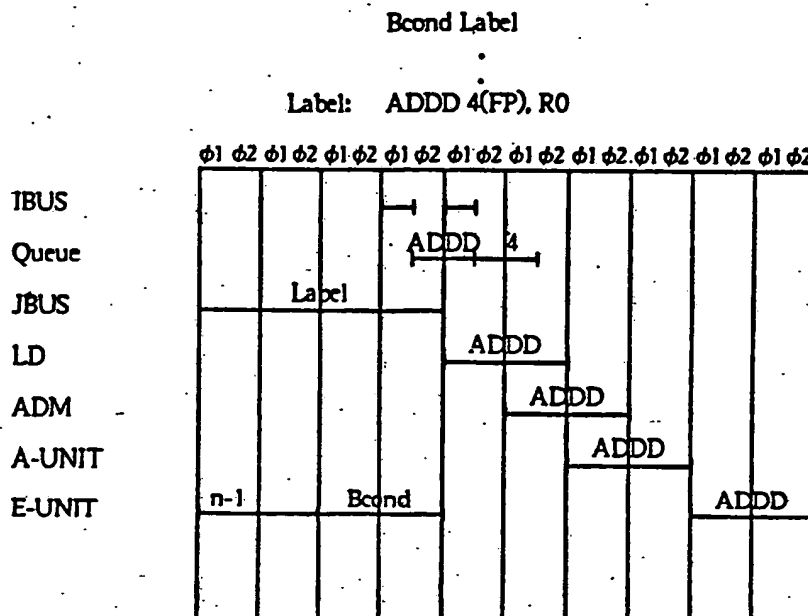 Bcond Label
Label: ADDD 4(FP), R0
ϕ1 ϕ2 ϕ1 ϕ2 ϕ1 ϕ2 ϕ1 ϕ2 ϕ1 ϕ2 ϕ1 ϕ2 ϕ1 ϕ2 ϕ1 ϕ2 ϕ1 ϕ2 ϕ1 ϕ2
IBUS
Queue ADDD 4
JBUS Label
LD ADDD
ADM ADDD
A-UNIT ADDD
E-UNIT n-1 Bcond ADDD